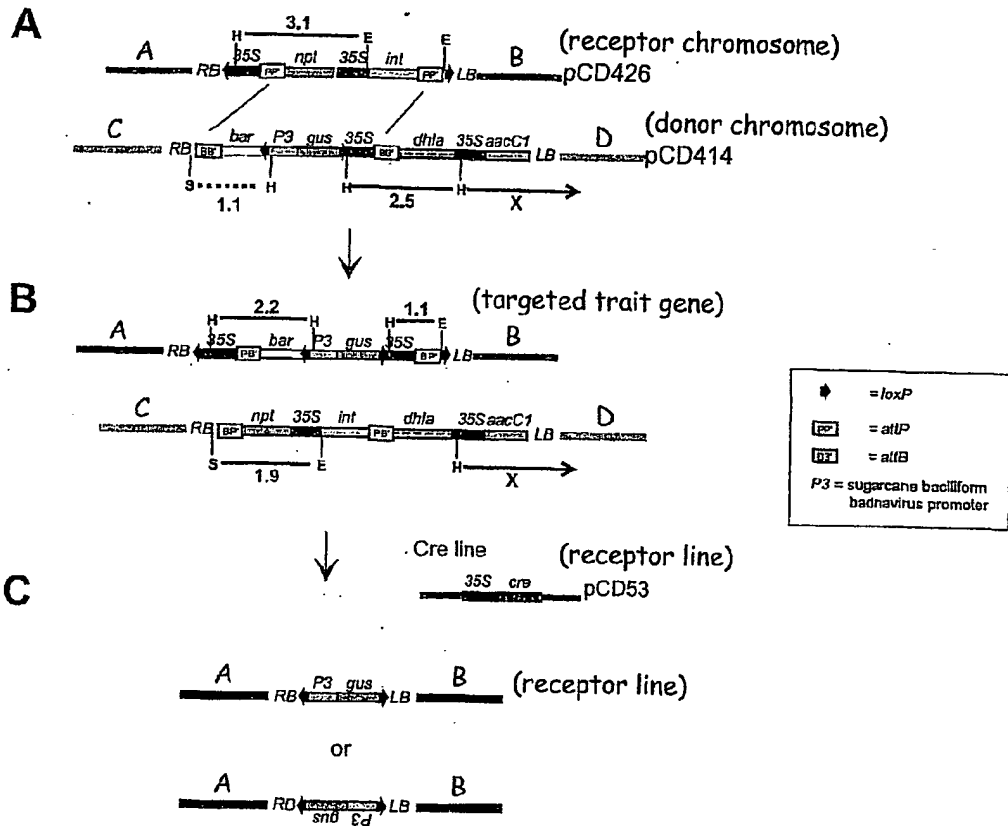 A
3.1
H E E
A RB 35S PP' npt 35S int PP' LB B (receptor chromosome)
pCD426
C RB BB' bar P3 gus 35S BB' dhla 35S aacC1 LB D (donor chromosome)
pCD414
S H H H
1.1 2.5 X
B
2.2 1.1 (targeted trait gene)
H H H E
A RB 35S PB' bar P3 gus 35S BP' LB B
C RB BP' npt 35S int PB' dhla 35S aacC1 LB D
S E H
1.9 X
= loxP
PP' = attP
BB' = attB
P3 = sugarcane bacilliform
badnavirus promoter
Cre line (receptor line)
35S cre pCD53
C
A RB P3 gus LB B (receptor line)
or
A RB gus P3 LB B